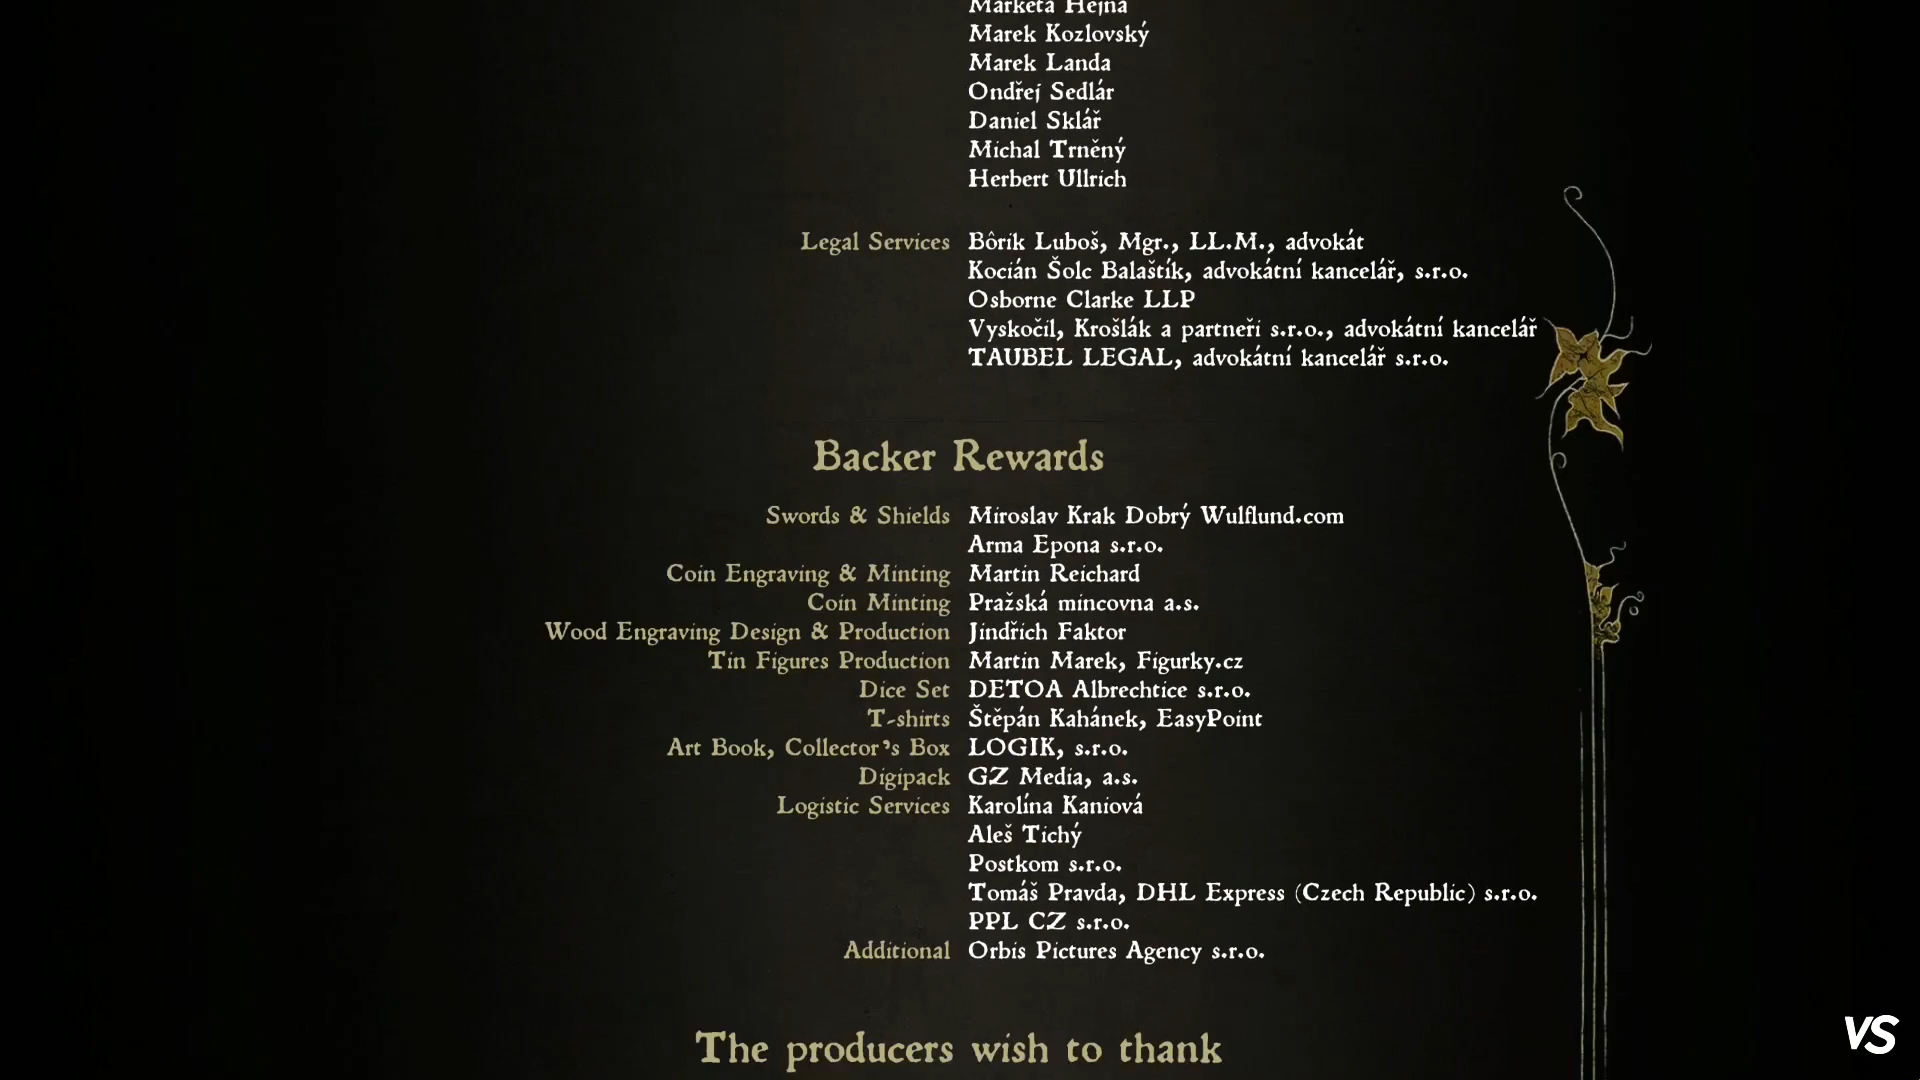 Markéta Hejna
Marek Kozlovský
Marek Landa
Ondřej Sedlár
Daniel Sklář
Michal Trněný
Herbert Ullrich
Legal Services Bôrik Luboš, Mgr., LL.M., advokát
Kocián Šolc Balaštík, advokátní kancelář, s.r.o.
Osborne Clarke LLP
Vyskočil, Krošlák a partneři s.r.o., advokátní kancelář
TAUBEL LEGAL, advokátní kancelář s.r.o.
Backer Rewards
Swords & Shields Miroslav Krak Dobrý Wulflund.com
Arma Epona s.r.o.
Coin Engraving & Minting Martin Reichard
Coin Minting Pražská mincovna a.s.
Wood Engraving Design & Production Jindřich Faktor
Tin Figures Production Martin Marek, Figurky.cz
Dice Set DETOA Albrechtice s.r.o.
T-shirts Štěpán Kahánek, EasyPoint
Art Book, Collector's Box LOGIK, s.r.o.
Digipack GZ Media, a.s.
Logistic Services Karolína Kaniová
Aleš Tichý
Postkom s.r.o.
Tomáš Pravda, DHL Express (Czech Republic) s.r.o.
PPL CZ s.r.o.
Additional Orbis Pictures Agency s.r.o.
The producers wish to thank
VS